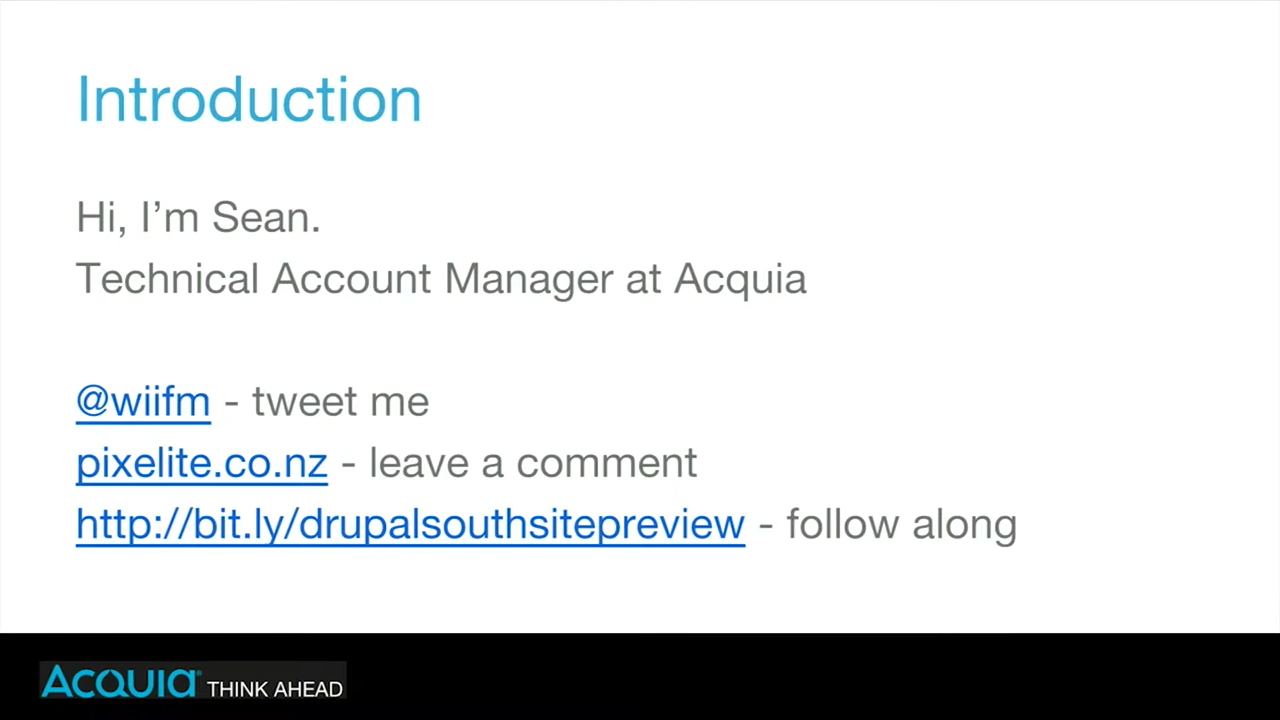 Introduction
Hi, I’m Sean.
Technical Account Manager at Acquia
@wiifm - tweet me
pixelite.co.nz - leave a comment
http://bit.ly/drupalsouthsitepreview - follow along
ACQUIA® THINK AHEAD